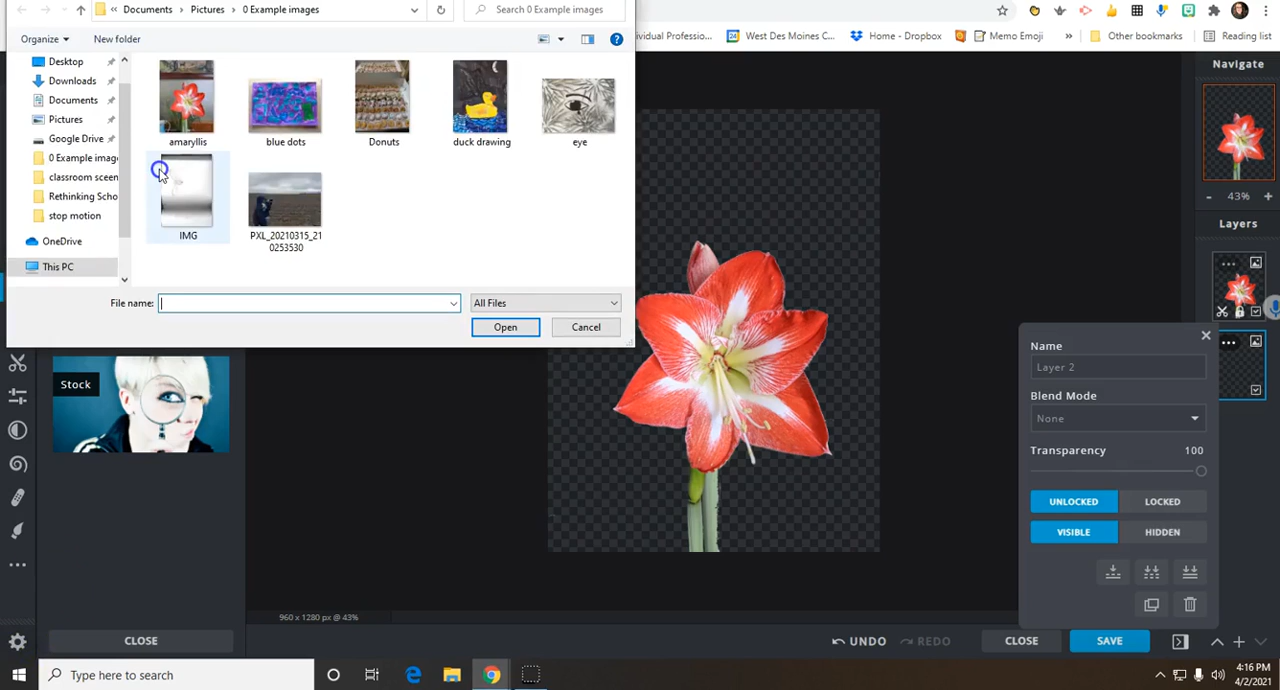 Documents > Pictures > 0 Example images
Search 0 Example images
Organize
New folder
Desktop
Downloads
Documents
Pictures
Google Drive
0 Example imag
classroom sceen
Rethinking Scho
stop motion
OneDrive
This PC
amaryllis
blue dots
Donuts
duck drawing
eye
IMG
PXL_20210315_21
0253530
File name:
All Files
Open
Cancel
ividual Professio...
West Des Moines C...
Home - Dropbox
Memo Emoji
Other bookmarks
Reading list
Navigate
43%
Layers
Stock
CLOSE
Name
Layer 2
Blend Mode
None
Transparency 100
UNLOCKED
LOCKED
VISIBLE
HIDDEN
960 x 1280 px @ 43%
UNDO
REDO
CLOSE
SAVE
Type here to search
4:16 PM
4/2/2021